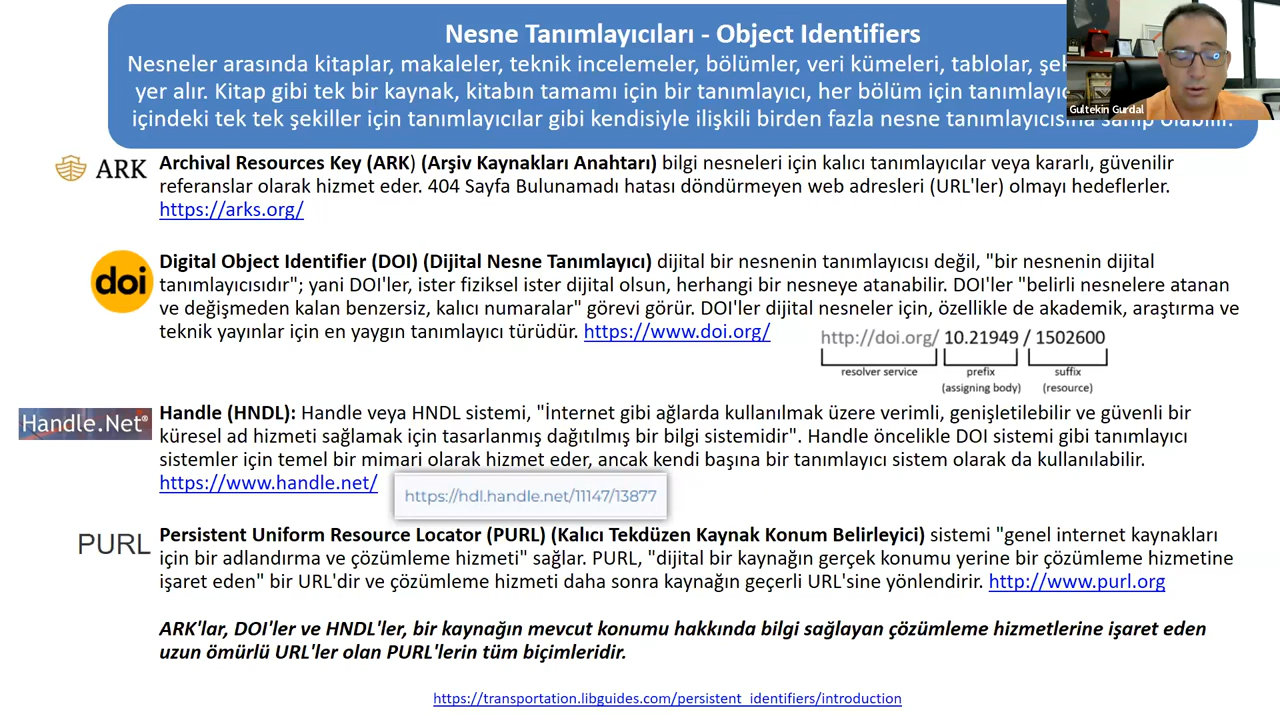 Nesne Tanımlayıcıları - Object Identifiers
Nesneler arasında kitaplar, makaleler, teknik incelemeler, bölümler, veri kümeleri, tablolar,
yer alır. Kitap gibi tek bir kaynak, kitabın tamamı için bir tanımlayıcı, her bölüm için
içindeki tek tek şekiller için tanımlayıcılar gibi kendisiyle ilişkili birden fazla nesne tanımlayıcısına sahip olabilir.
Gultekin Gurdal
ARK
Archival Resources Key (ARK) (Arşiv Kaynakları Anahtarı) bilgi nesneleri için kalıcı tanımlayıcılar veya kararlı, güvenilir
referanslar olarak hizmet eder. 404 Sayfa Bulunamadı hatası döndürmeyen web adresleri (URL'ler) olmayı hedeflerler.
https://arks.org/
doi
Digital Object Identifier (DOI) (Dijital Nesne Tanımlayıcı) dijital bir nesnenin tanımlayıcısı değil, "bir nesnenin dijital
tanımlayıcısıdır"; yani DOI'ler, ister fiziksel ister dijital olsun, herhangi bir nesneye atanabilir. DOI'ler "belirli nesnelere atanan
ve değişmeden kalan benzersiz, kalıcı numaralar" görevi görür. DOI'ler dijital nesneler için, özellikle de akademik, araştırma ve
teknik yayınlar için en yaygın tanımlayıcı türüdür. https://www.doi.org/
http://doi.org/ 10.21949 / 1502600
resolver service prefix suffix
(assigning body) (resource)
Handle.Net®
Handle (HNDL): Handle veya HNDL sistemi, "İnternet gibi ağlarda kullanılmak üzere verimli, genişletilebilir ve güvenli bir
küresel ad hizmeti sağlamak için tasarlanmış dağıtılmış bir bilgi sistemidir". Handle öncelikle DOI sistemi gibi tanımlayıcı
sistemler için temel bir mimari olarak hizmet eder, ancak kendi başına bir tanımlayıcı sistem olarak da kullanılabilir.
https://www.handle.net/
https://hdl.handle.net/11147/13877
PURL
Persistent Uniform Resource Locator (PURL) (Kalıcı Tekdüzen Kaynak Konum Belirleyici) sistemi "genel internet kaynakları
için bir adlandırma ve çözümleme hizmeti" sağlar. PURL, "dijital bir kaynağın gerçek konumu yerine bir çözümleme hizmetine
işaret eden" bir URL'dir ve çözümleme hizmeti daha sonra kaynağın geçerli URL'sine yönlendirir. http://www.purl.org
ARK'lar, DOI'ler ve HNDL'ler, bir kaynağın mevcut konumu hakkında bilgi sağlayan çözümleme hizmetlerine işaret eden
uzun ömürlü URL'ler olan PURL'lerin tüm biçimleridir.
https://transportation.libguides.com/persistent_identifiers/introduction